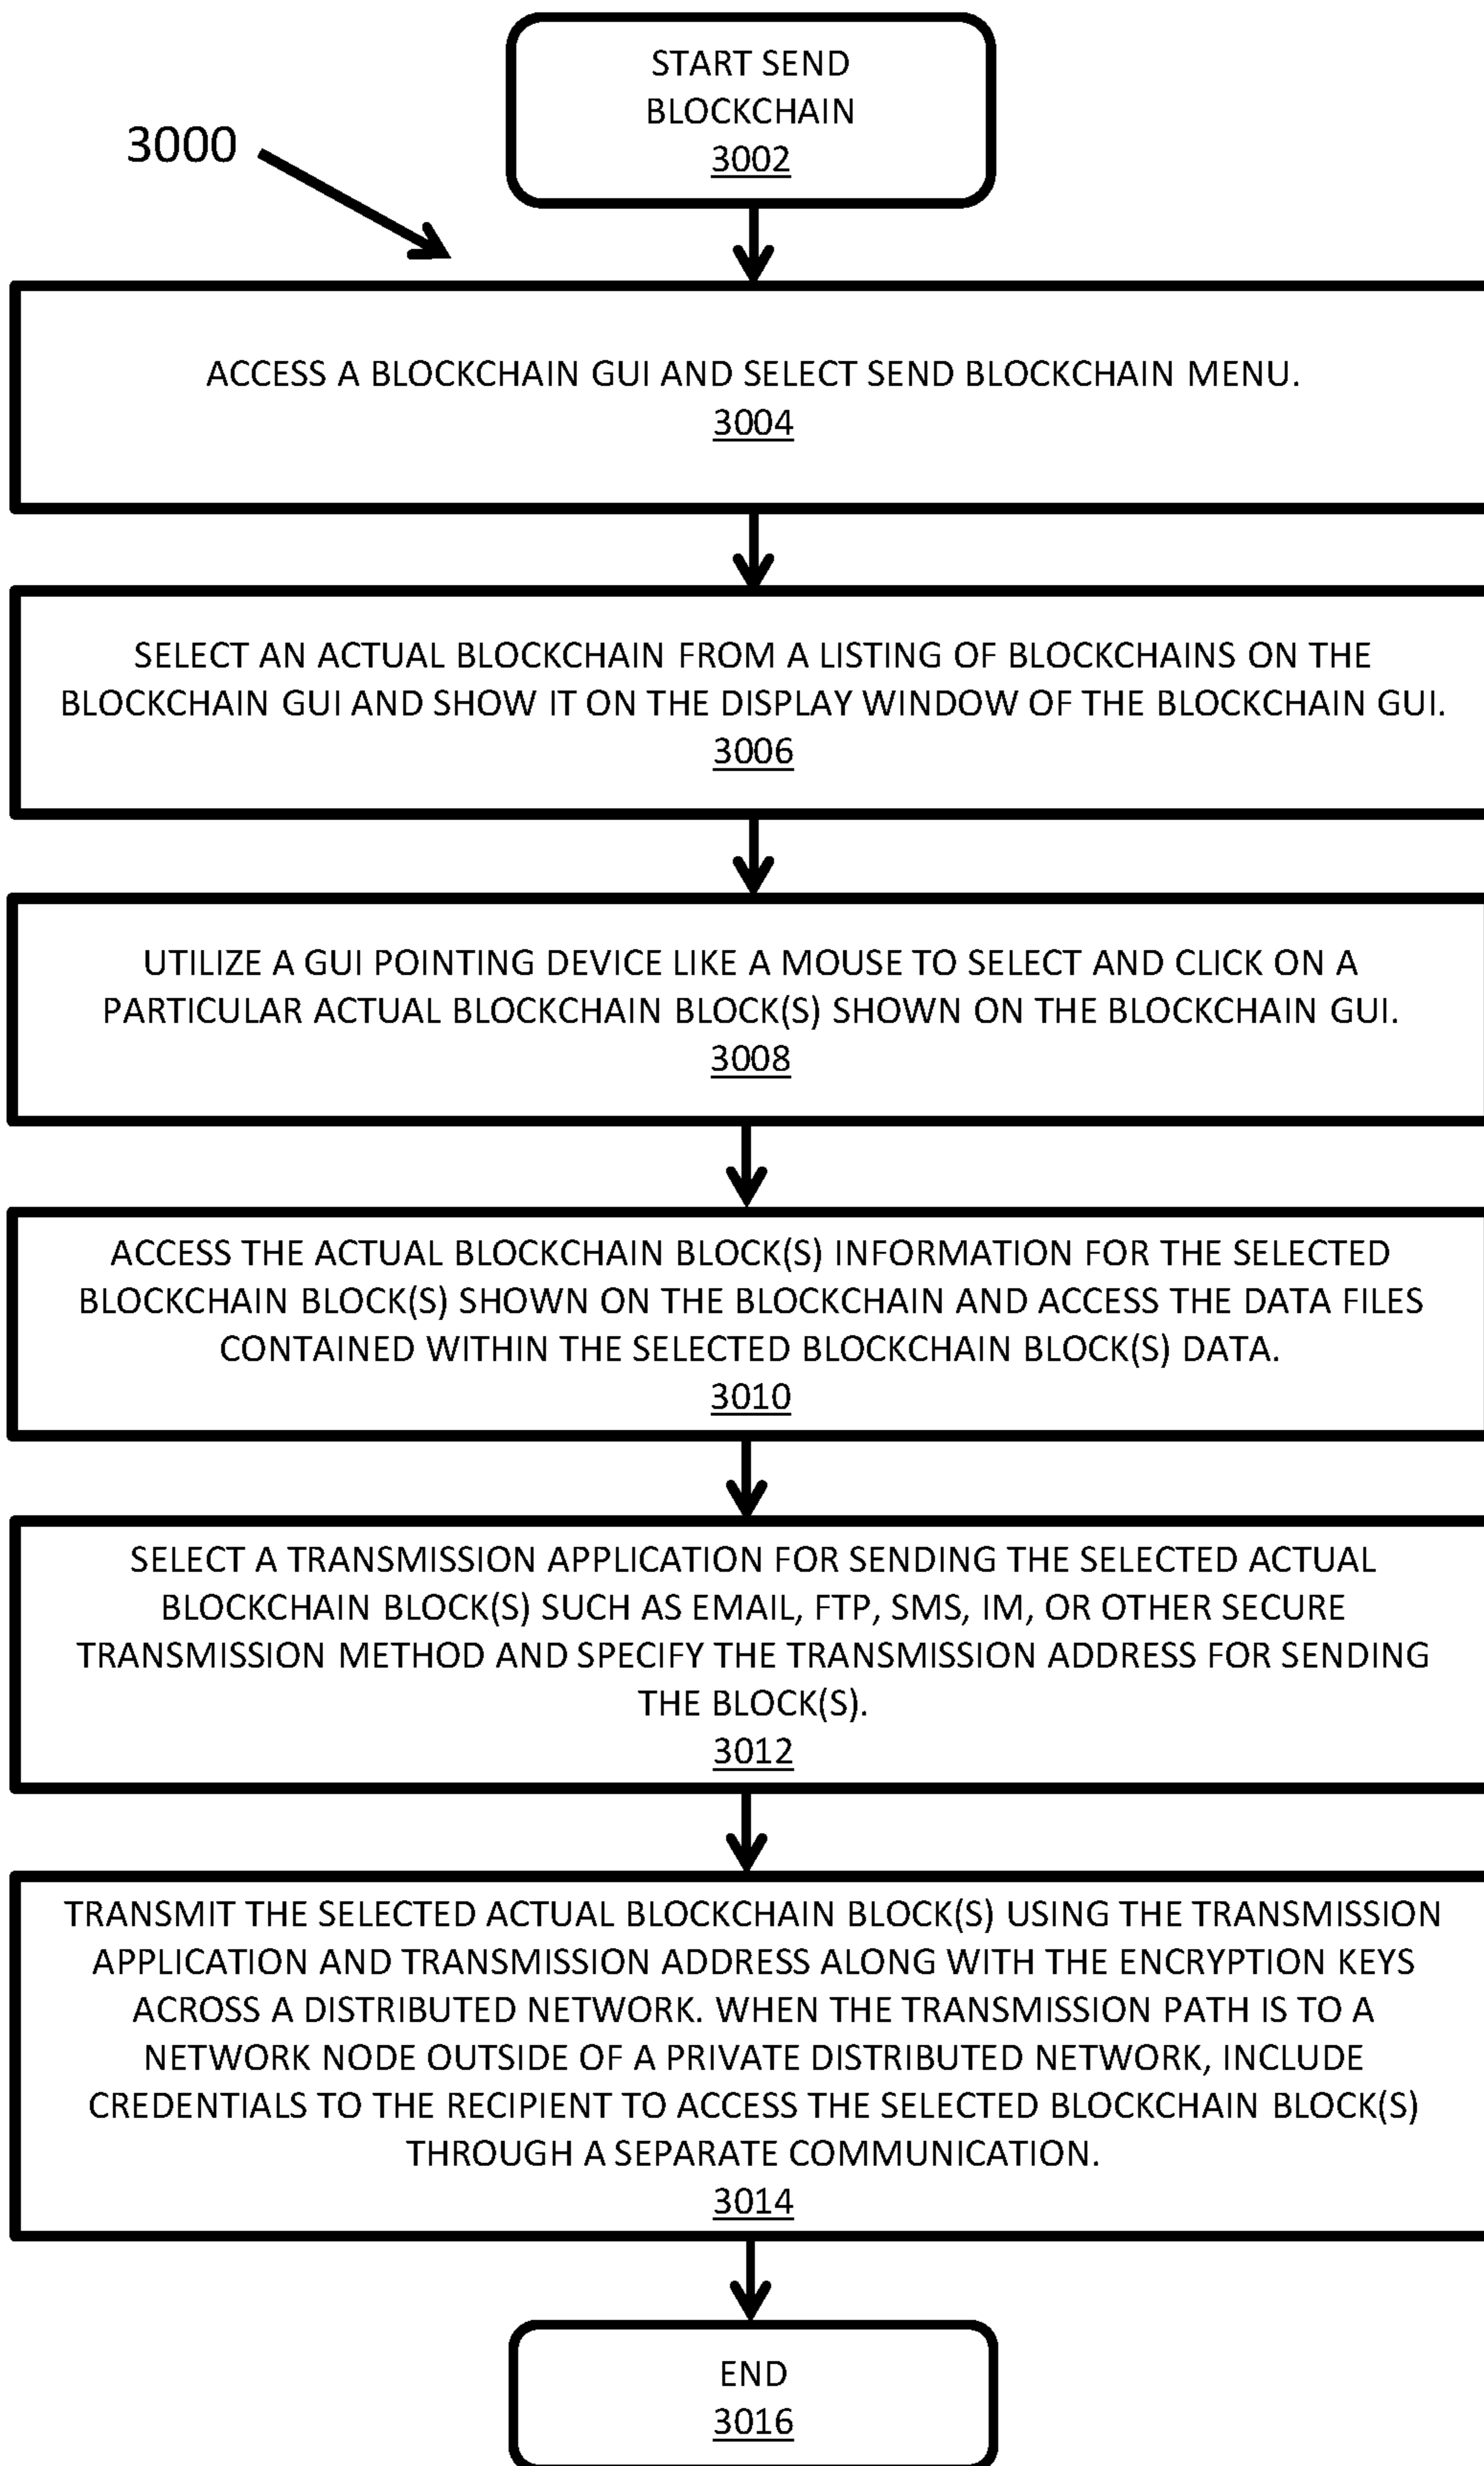 START SEND
BLOCKCHAIN
3002
3000
ACCESS A BLOCKCHAIN GUI AND SELECT SEND BLOCKCHAIN MENU.
3004
SELECT AN ACTUAL BLOCKCHAIN FROM A LISTING OF BLOCKCHAINS ON THE
BLOCKCHAIN GUI AND SHOW IT ON THE DISPLAY WINDOW OF THE BLOCKCHAIN GUI.
3006
UTILIZE A GUI POINTING DEVICE LIKE A MOUSE TO SELECT AND CLICK ON A
PARTICULAR ACTUAL BLOCKCHAIN BLOCK(S) SHOWN ON THE BLOCKCHAIN GUI.
3008
ACCESS THE ACTUAL BLOCKCHAIN BLOCK(S) INFORMATION FOR THE SELECTED
BLOCKCHAIN BLOCK(S) SHOWN ON THE BLOCKCHAIN AND ACCESS THE DATA FILES
CONTAINED WITHIN THE SELECTED BLOCKCHAIN BLOCK(S) DATA.
3010
SELECT A TRANSMISSION APPLICATION FOR SENDING THE SELECTED ACTUAL
BLOCKCHAIN BLOCK(S) SUCH AS EMAIL, FTP, SMS, IM, OR OTHER SECURE
TRANSMISSION METHOD AND SPECIFY THE TRANSMISSION ADDRESS FOR SENDING
THE BLOCK(S).
3012
TRANSMIT THE SELECTED ACTUAL BLOCKCHAIN BLOCK(S) USING THE TRANSMISSION
APPLICATION AND TRANSMISSION ADDRESS ALONG WITH THE ENCRYPTION KEYS
ACROSS A DISTRIBUTED NETWORK. WHEN THE TRANSMISSION PATH IS TO A
NETWORK NODE OUTSIDE OF A PRIVATE DISTRIBUTED NETWORK, INCLUDE
CREDENTIALS TO THE RECIPIENT TO ACCESS THE SELECTED BLOCKCHAIN BLOCK(S)
THROUGH A SEPARATE COMMUNICATION.
3014
END
3016